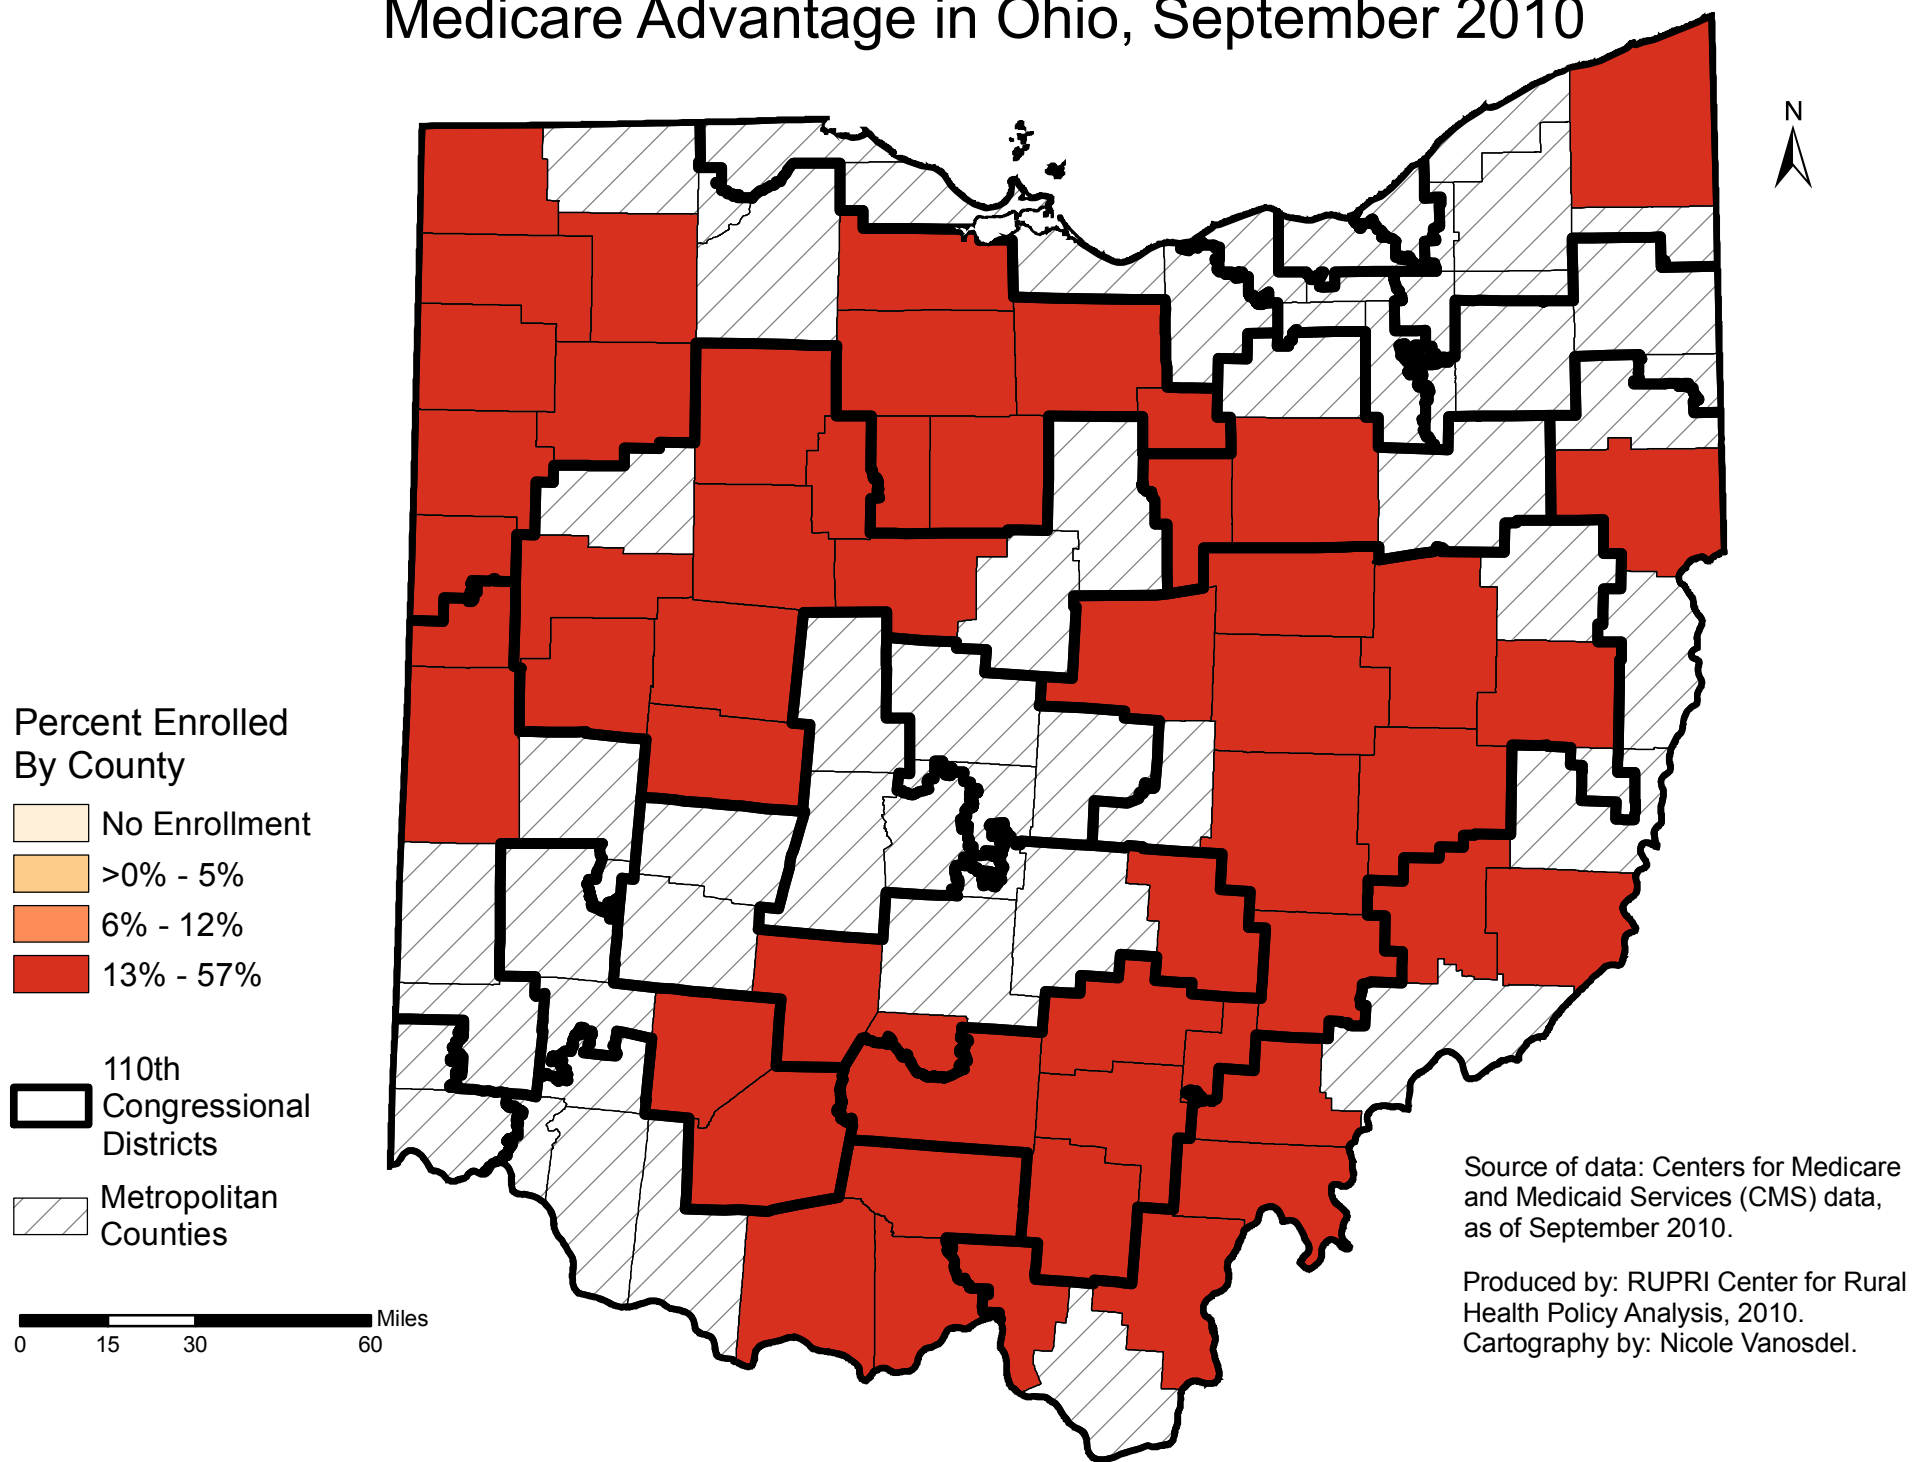 Medicare Advantage in Ohio, September 2010
N
Percent Enrolled
By County
No Enrollment
>0% - 5%
6% - 12%
13% - 57%
110th
Congressional
Districts
Metropolitan
Counties
Miles
0 15 30 60
Source of data: Centers for Medicare
and Medicaid Services (CMS) data,
as of September 2010.
Produced by: RUPRI Center for Rural
Health Policy Analysis, 2010.
Cartography by: Nicole Vanosdel.